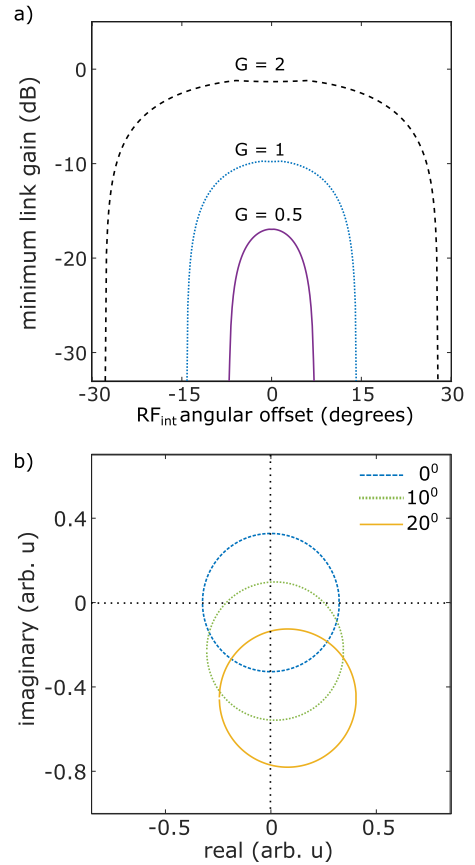 a)
minimum link gain (dB)
0
-10
-20
-30
G = 2
G = 1
G = 0.5
-30
-15
0
15
30
RFint angular offset (degrees)
b)
imaginary (arb. u)
0.4
0
-0.4
-0.8
0⁰
10⁰
20⁰
-0.5
0
0.5
real (arb. u)